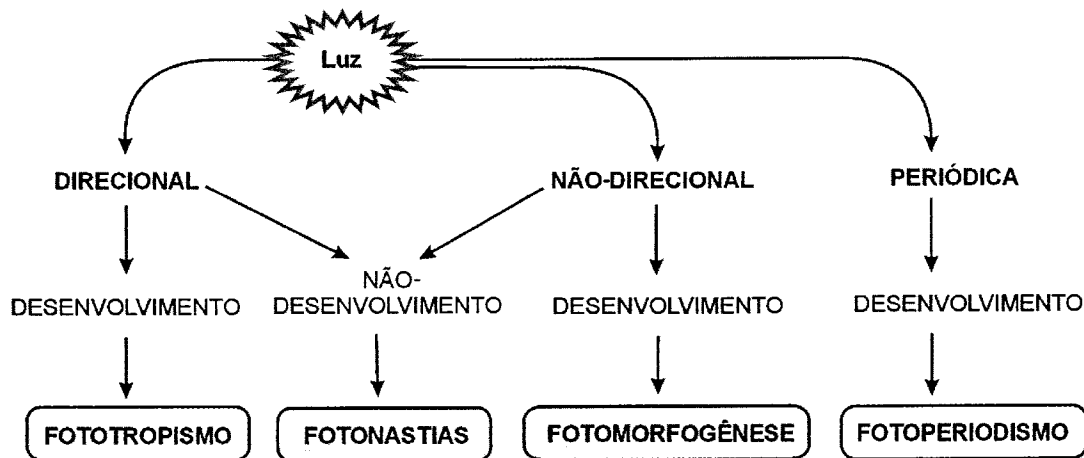 Luz
DIRECIONAL
NÃO-DIRECIONAL
PERIÓDICA
DESENVOLVIMENTO
NÃO-
DESENVOLVIMENTO
DESENVOLVIMENTO
DESENVOLVIMENTO
FOTOTROPISMO
FOTONASTIAS
FOTOMORFOGÊNESE
FOTOPERIODISMO